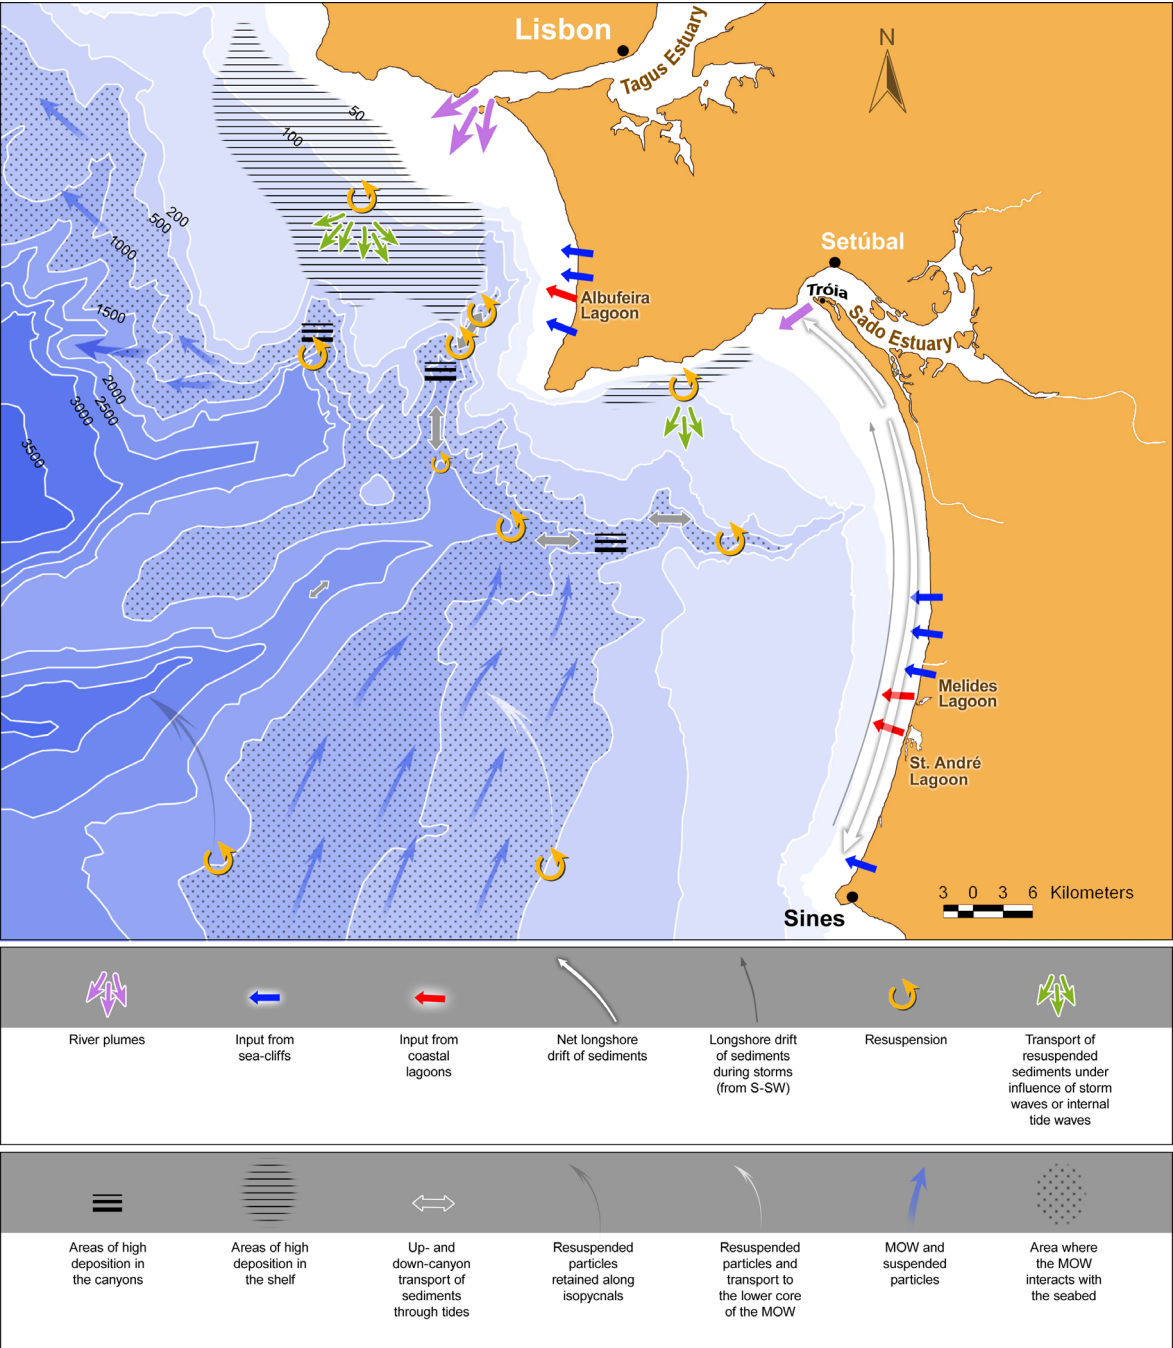 Lisbon
Tagus Estuary
N
50
100
200
500
1000
1500
2000
2500
3000
3500
Setúbal
Tróia
Sado Estuary
Albufeira
Lagoon
Melides
Lagoon
St. André
Lagoon
3 0 3 6 Kilometers
Sines
River plumes
Input from
sea-cliffs
Input from
coastal
lagoons
Net longshore
drift of sediments
Longshore drift
of sediments
during storms
(from S-SW)
Resuspension
Transport of
resuspended
sediments under
influence of storm
waves or internal
tide waves
Areas of high
deposition in
the canyons
Areas of high
deposition in
the shelf
Up- and
down-canyon
transport of
sediments
through tides
Resuspended
particles
retained along
isopycnals
Resuspended
particles and
transport to
the lower core
of the MOW
MOW and
suspended
particles
Area where
the MOW
interacts with
the seabed